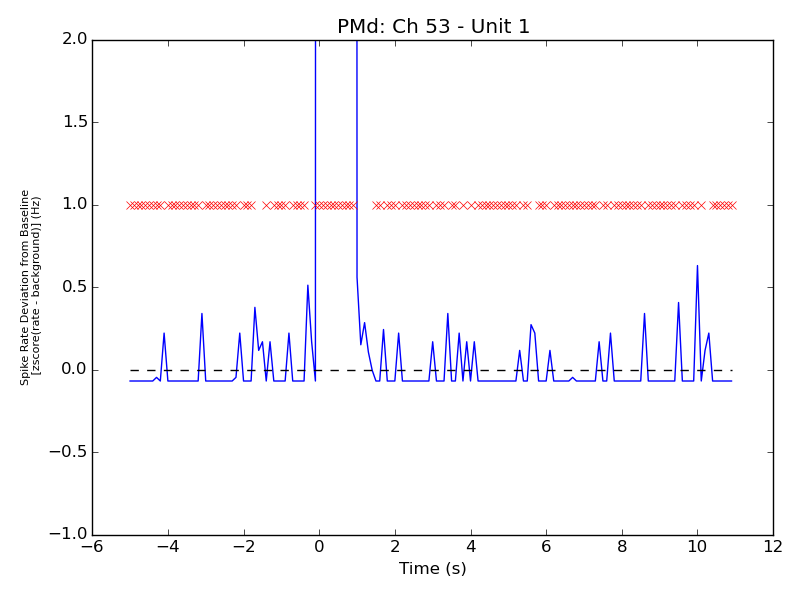 PMd: Ch 53 - Unit 1
Spike Rate Deviation from Baseline
[zscore(rate - background)] (Hz)
2.0
1.5
1.0
0.5
0.0
−0.5
−1.0
−6 −4 −2 0 2 4 6 8 10 12
Time (s)